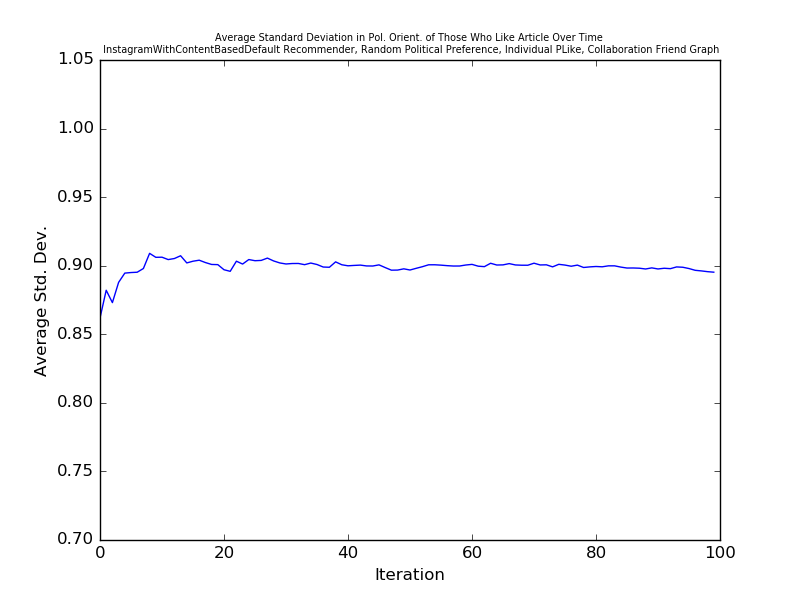 Average Standard Deviation in Pol. Orient. of Those Who Like Article Over Time
InstagramWithContentBasedDefault Recommender, Random Political Preference, Individual PLike, Collaboration Friend Graph
1.05
1.00
0.95
0.90
0.85
0.80
0.75
0.70
Average Std. Dev.
0 20 40 60 80 100
Iteration